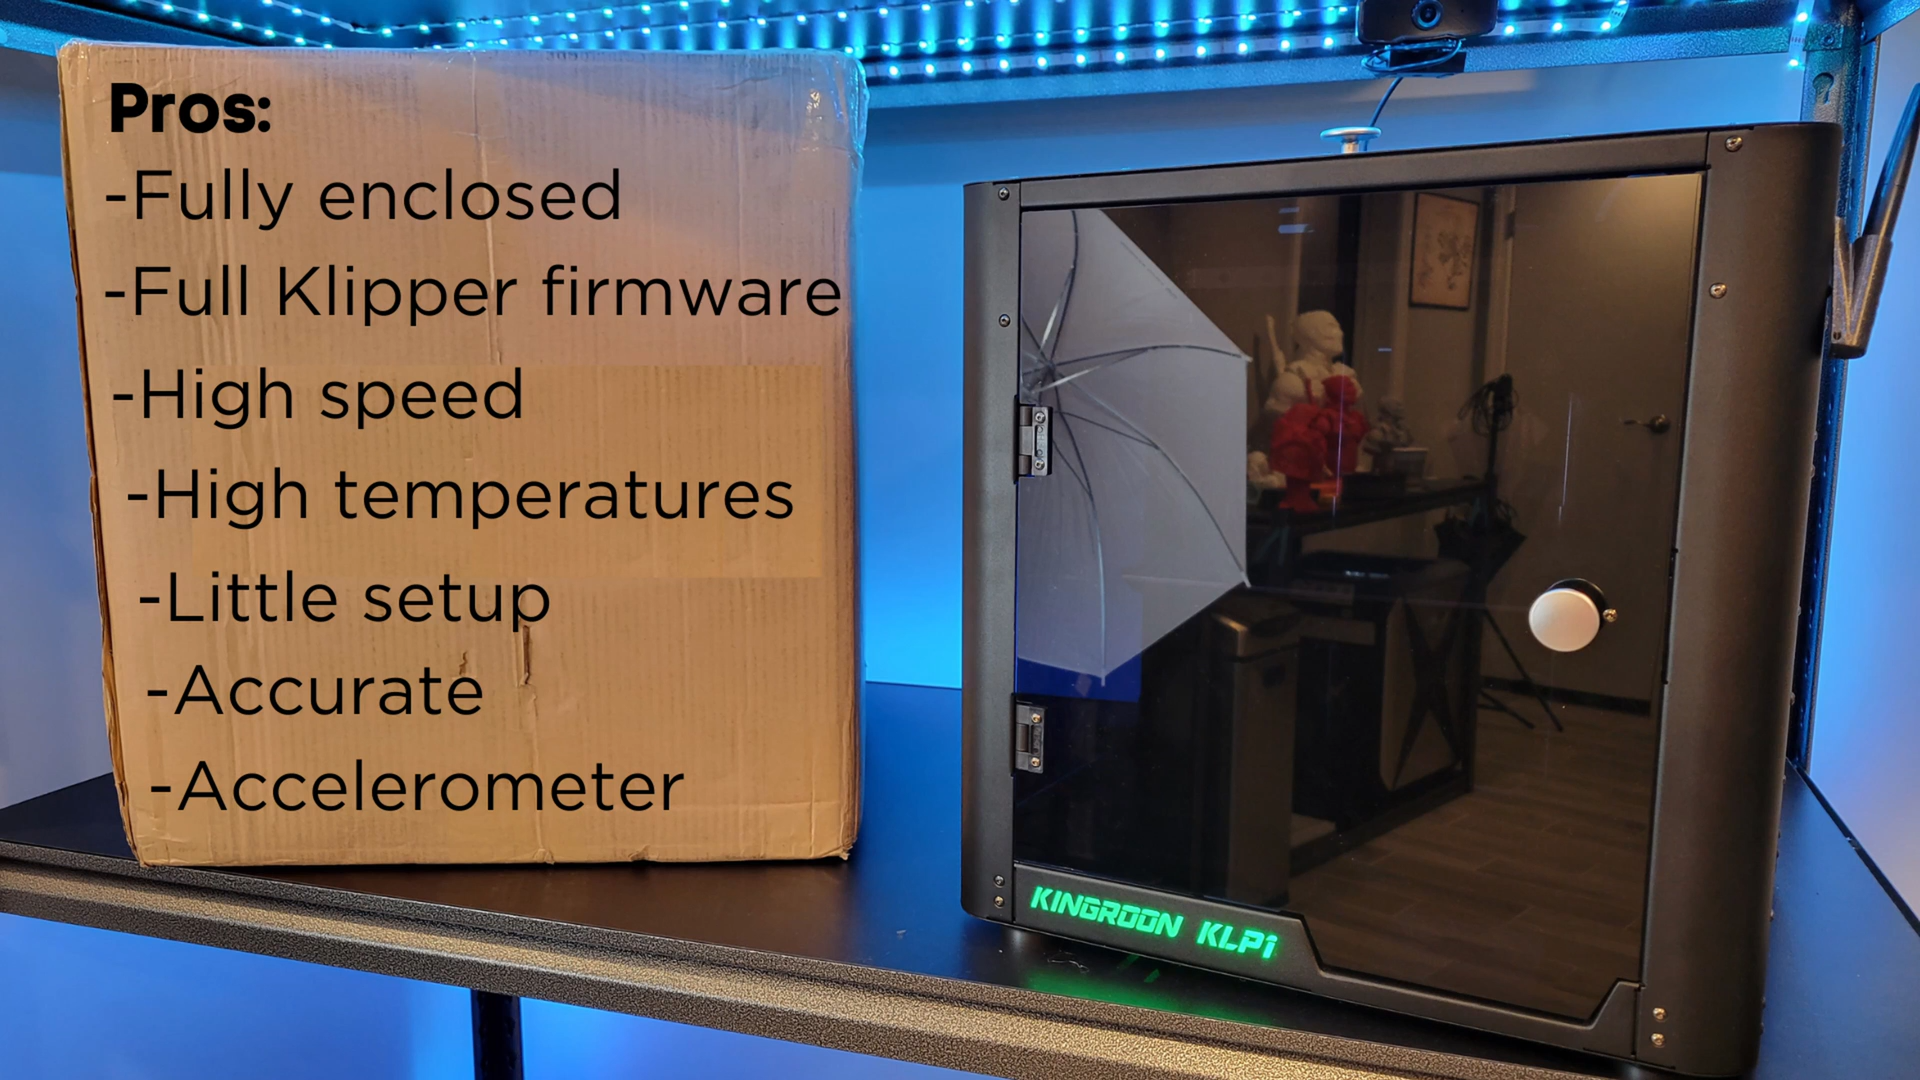 Pros:
-Fully enclosed
-Full Klipper firmware
-High speed
-High temperatures
-Little setup
-Accurate
-Accelerometer
KINGROON KLP1